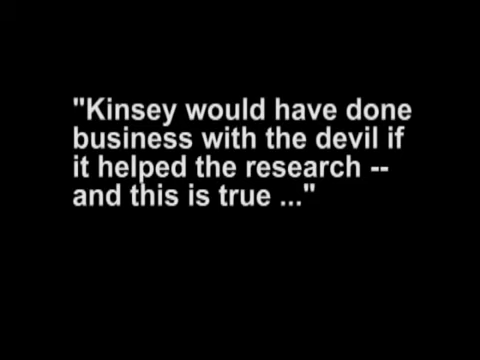 "Kinsey would have done
business with the devil if
it helped the research --
and this is true ..."